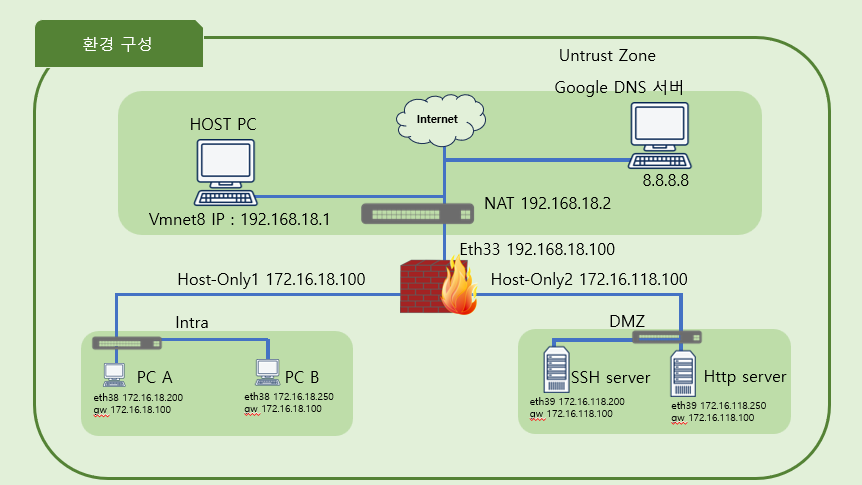 환경 구성
Untrust Zone
Google DNS 서버
HOST PC
Internet
8.8.8.8
Vmnet8 IP : 192.168.18.1
NAT 192.168.18.2
Eth33 192.168.18.100
Host-Only1 172.16.18.100
Host-Only2 172.16.118.100
Intra
DMZ
PC A
eth38 172.16.18.200
gw 172.16.18.100
PC B
eth38 172.16.18.250
gw 172.16.18.100
SSH server
eth39 172.16.118.200
gw 172.16.118.100
Http server
eth39 172.16.118.250
gw 172.16.118.100